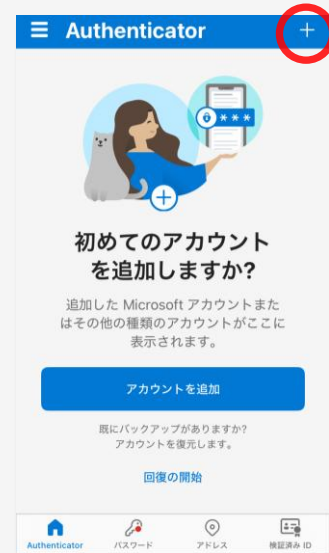 Authenticator
***
初めてのアカウント
を追加しますか?
追加した Microsoft アカウントまた
はその他の種類のアカウントがここに
表示されます。
アカウントを追加
既にバックアップがありますか?
アカウントを復元します。
回復の開始
Authenticator パスワード アドレス 検証済み ID